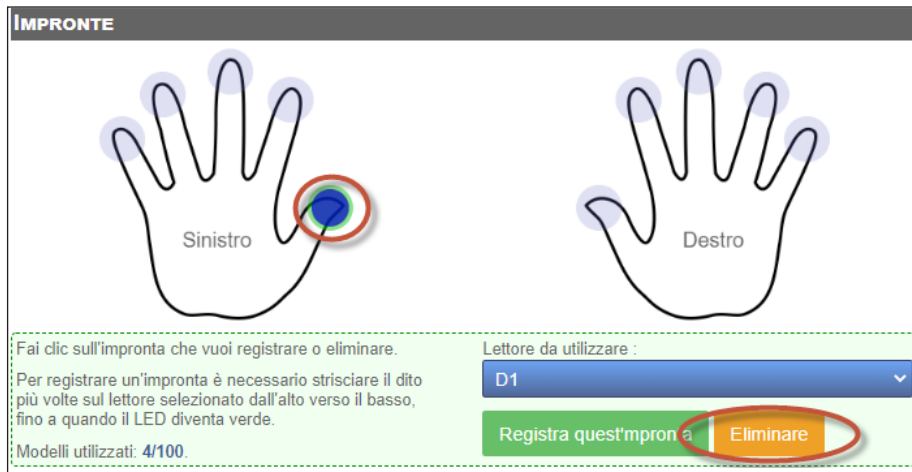 IMPRONTE
Sinistro
Destro
Fai clic sull'impronta che vuoi registrare o eliminare.
Per registrare un'impronta è necessario strisciare il dito
più volte sul lettore selezionato dall'alto verso il basso,
fino a quando il LED diventa verde.
Modelli utilizzati: 4/100.
Lettore da utilizzare :
D1
Registra quest'mpronta
Eliminare